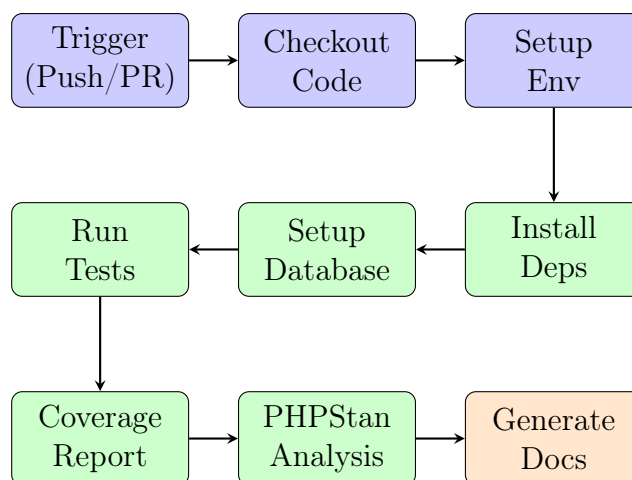 Trigger
(Push/PR)
Checkout
Code
Setup
Env
Run
Tests
Setup
Database
Install
Deps
Coverage
Report
PHPStan
Analysis
Generate
Docs